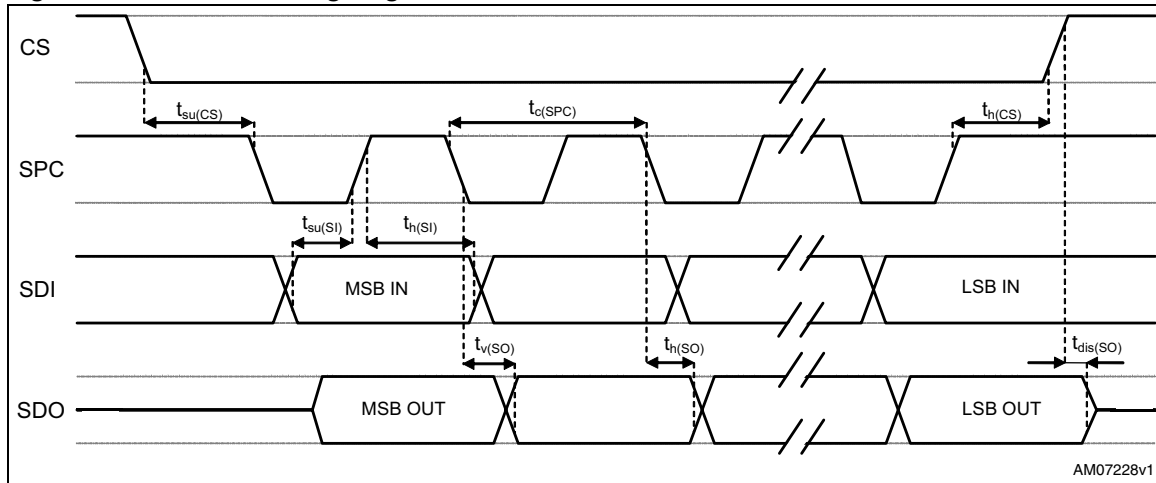 CS
t_su(CS)
t_c(SPC)
t_h(CS)
SPC
t_su(SI)
t_h(SI)
SDI
MSB IN
LSB IN
t_v(SO)
t_h(SO)
t_dis(SO)
SDO
MSB OUT
LSB OUT
AM07228v1